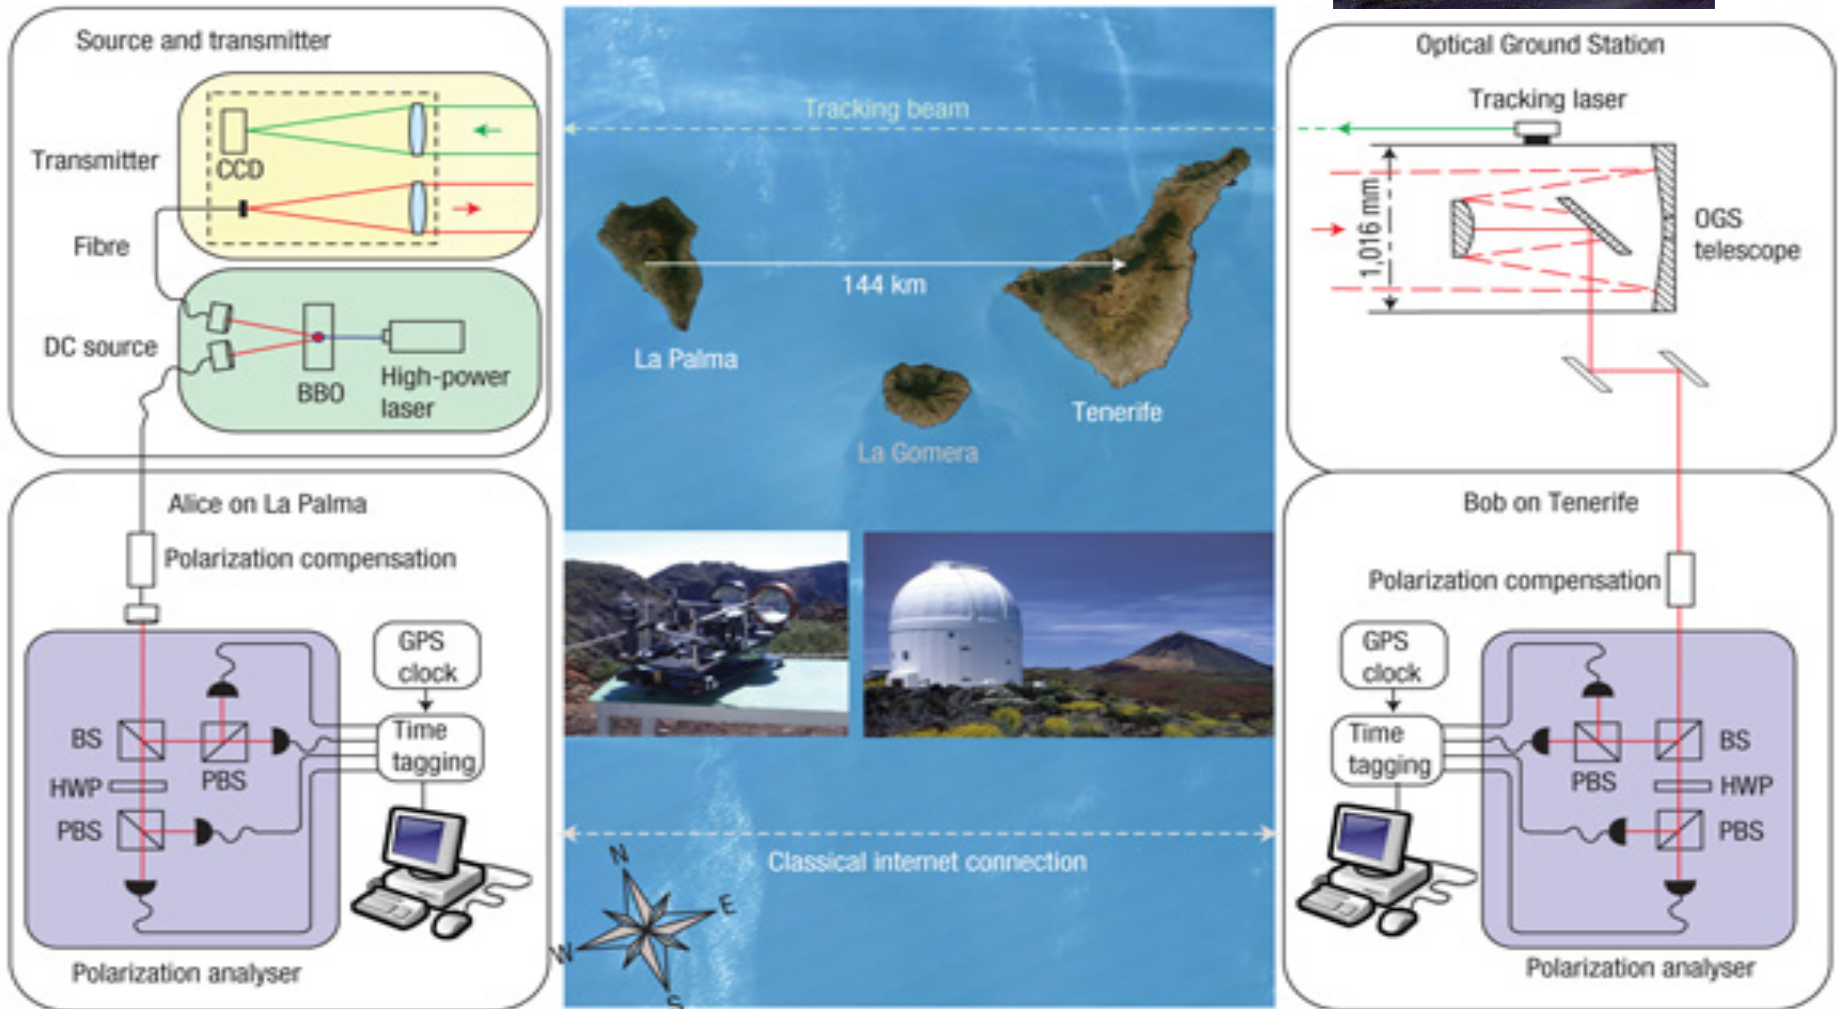 Source and transmitter
Transmitter
CCD
Fibre
DC source
BBO
High-power
laser
Alice on La Palma
Polarization compensation
GPS
clock
BS
Time
tagging
PBS
HWP
PBS
Polarization analyser
Tracking beam
144 km
La Palma
Tenerife
La Gomera
Classical internet connection
N
E
W
S
Optical Ground Station
Tracking laser
1,016 mm
OGS
telescope
Bob on Tenerife
Polarization compensation
GPS
clock
Time
tagging
BS
PBS
HWP
PBS
Polarization analyser